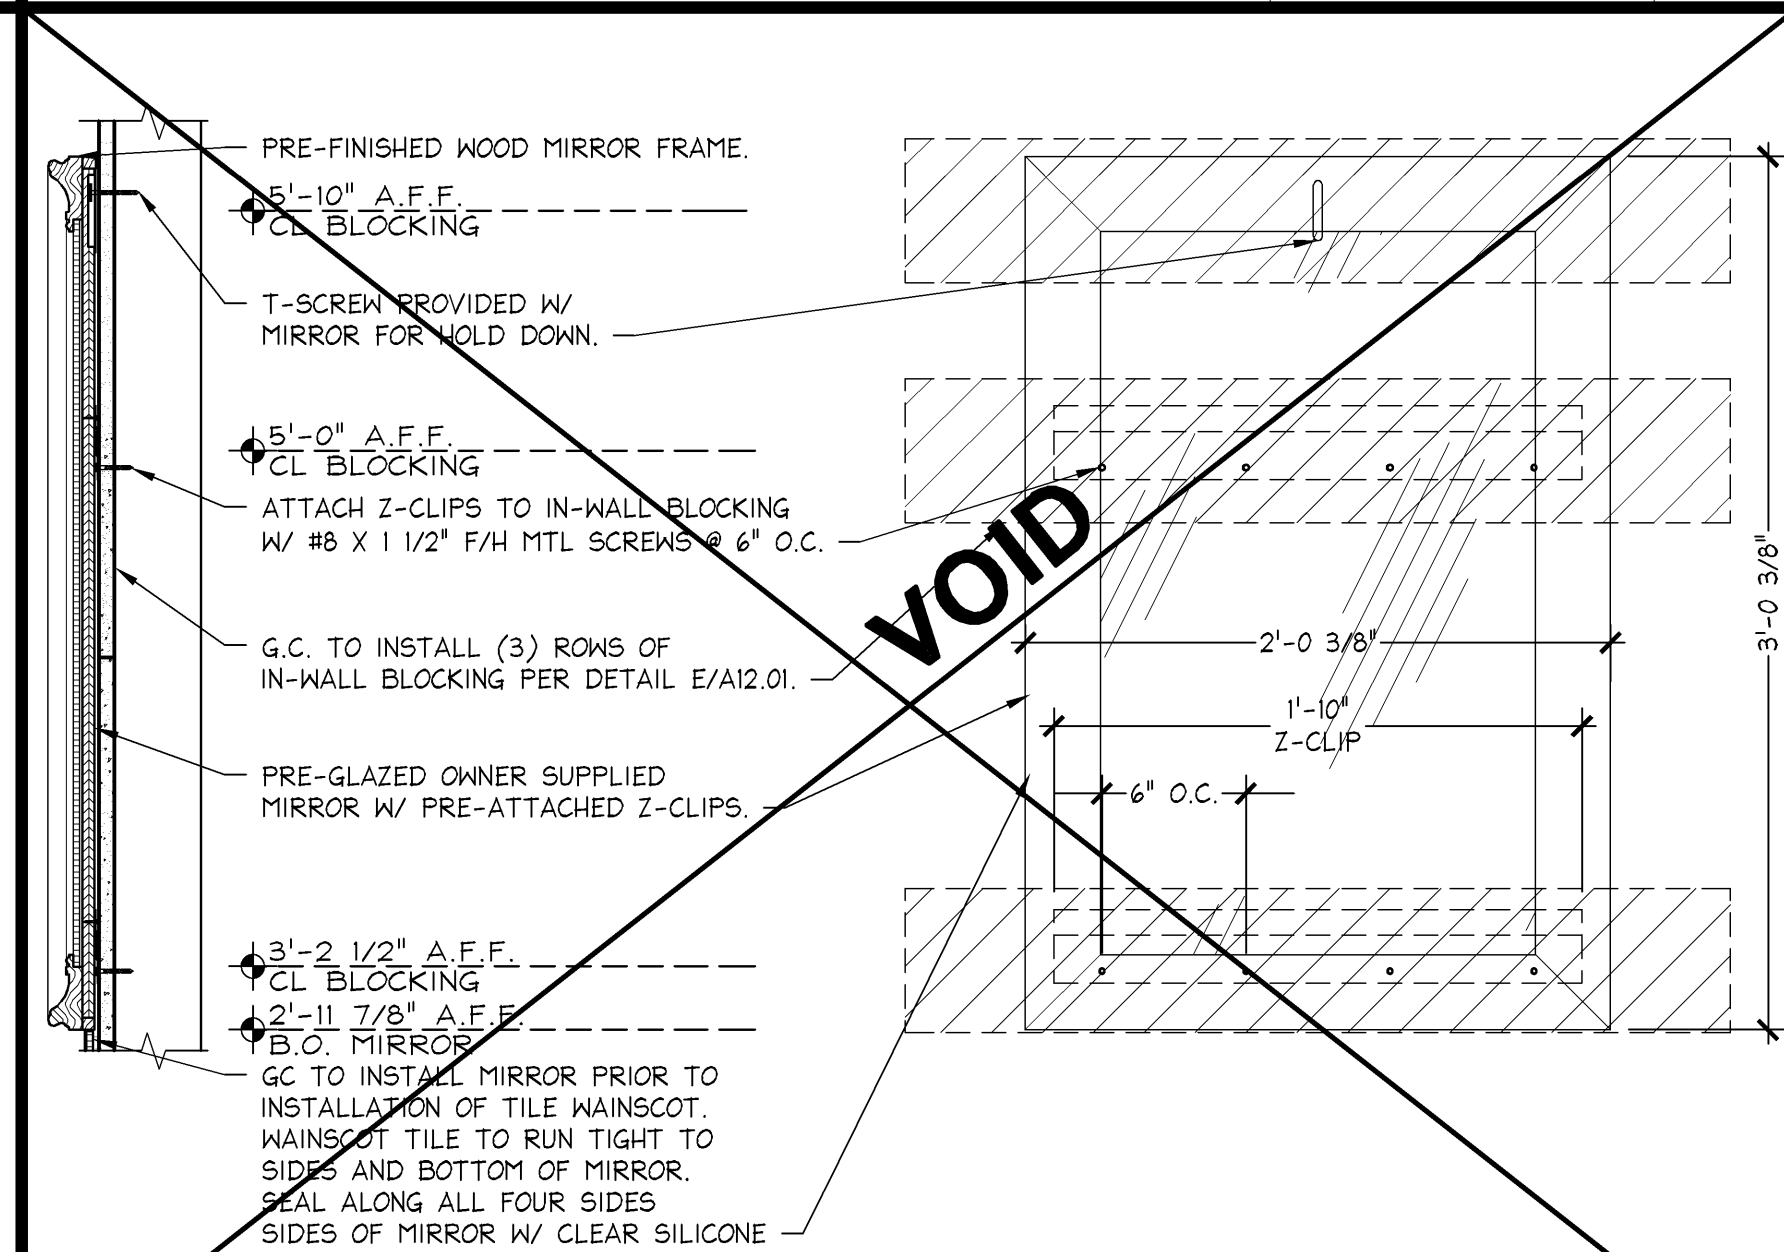 PRE-FINISHED WOOD MIRROR FRAME.
5'-10" A.F.F.
CL BLOCKING
T-SCREW PROVIDED W/
MIRROR FOR HOLD DOWN.
5'-0" A.F.F.
CL BLOCKING
ATTACH Z-CLIPS TO IN-WALL BLOCKING
W/ #8 X 1 1/2" F/H MTL SCREWS @ 6" O.C.
G.C. TO INSTALL (3) ROWS OF
IN-WALL BLOCKING PER DETAIL E/A12.01.
PRE-GLAZED OWNER SUPPLIED
MIRROR W/ PRE-ATTACHED Z-CLIPS.
3'-2 1/2" A.F.F.
CL BLOCKING
2'-11 7/8" A.F.F.
B.O. MIRROR
GC TO INSTALL MIRROR PRIOR TO
INSTALLATION OF TILE WAINSCOT.
WAINSCOT TILE TO RUN TIGHT TO
SIDES AND BOTTOM OF MIRROR.
SEAL ALONG ALL FOUR SIDES
SIDES OF MIRROR W/ CLEAR SILICONE
VOID
2'-0 3/8"
1'-10"
Z-CLIP
6" O.C.
3'-0 3/8"